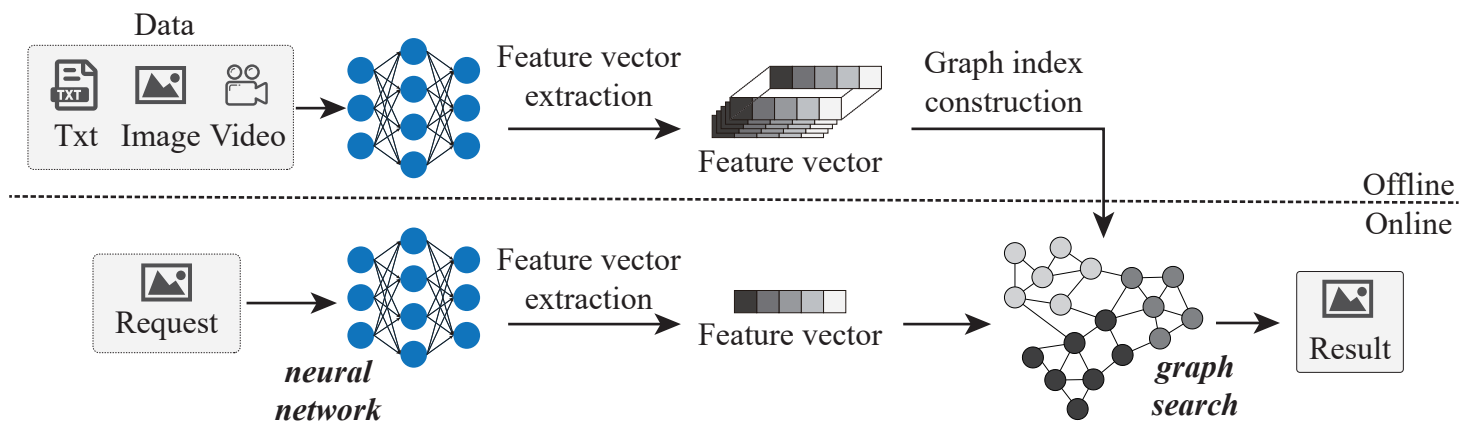 Data
TXT
Txt Image Video
Feature vector
extraction
Feature vector
Graph index
construction
Offline
Online
Request
neural
network
Feature vector
extraction
Feature vector
graph
search
Result